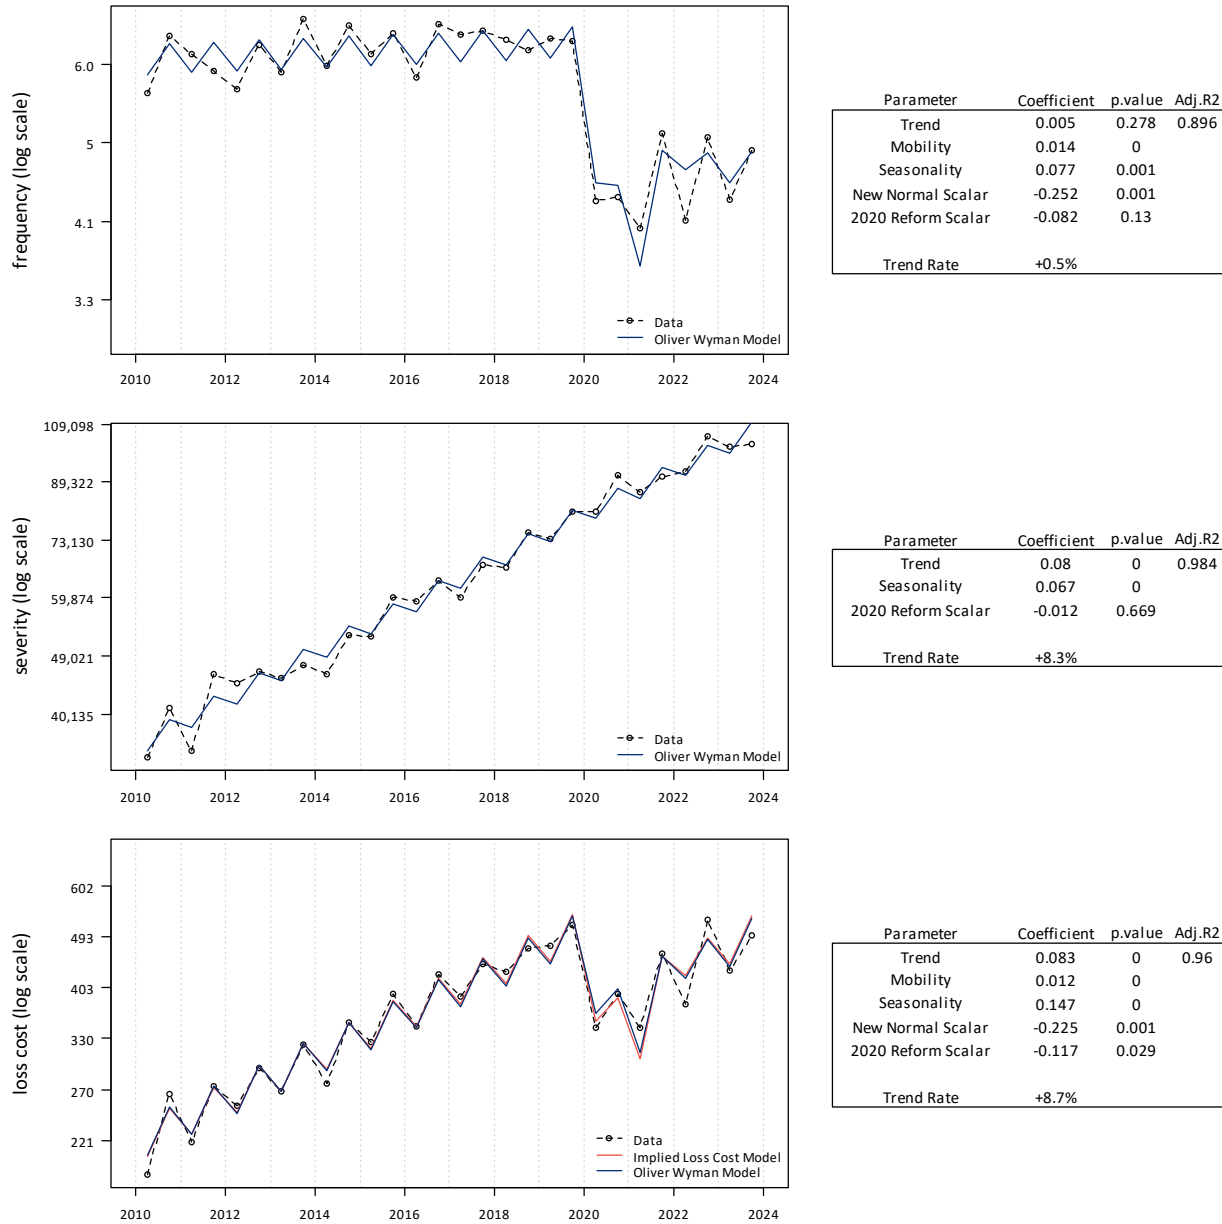 frequency (log scale)
6.0
5
4.1
3.3
Data
Oliver Wyman Model
2010 2012 2014 2016 2018 2020 2022 2024
Parameter Coefficient p.value Adj.R2
Trend 0.005 0.278 0.896
Mobility 0.014 0
Seasonality 0.077 0.001
New Normal Scalar -0.252 0.001
2020 Reform Scalar -0.082 0.13
Trend Rate +0.5%
severity (log scale)
109,098
89,322
73,130
59,874
49,021
40,135
Data
Oliver Wyman Model
2010 2012 2014 2016 2018 2020 2022 2024
Parameter Coefficient p.value Adj.R2
Trend 0.08 0 0.984
Seasonality 0.067 0
2020 Reform Scalar -0.012 0.669
Trend Rate +8.3%
loss cost (log scale)
602
493
403
330
270
221
Data
Implied Loss Cost Model
Oliver Wyman Model
2010 2012 2014 2016 2018 2020 2022 2024
Parameter Coefficient p.value Adj.R2
Trend 0.083 0 0.96
Mobility 0.012 0
Seasonality 0.147 0
New Normal Scalar -0.225 0.001
2020 Reform Scalar -0.117 0.029
Trend Rate +8.7%